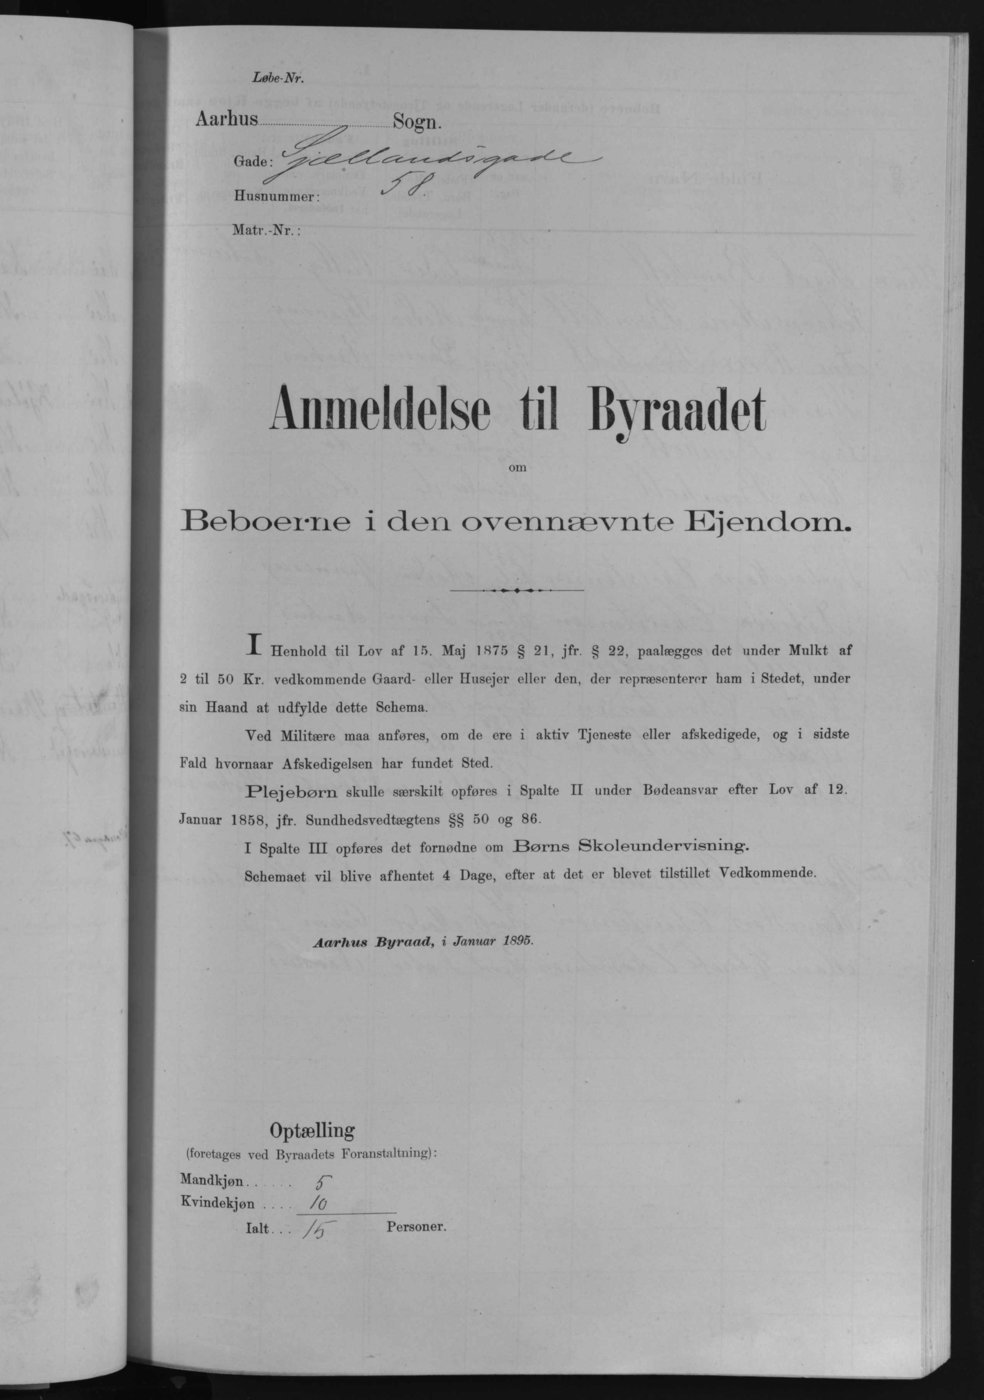 Løbe-Nr.
Aarhus Sogn.
Gade: Sjællandsgade
Husnummer: 58.
Matr.-Nr.:
Anmeldelse til Byraadet
om
Beboerne i den ovennævnte Ejendom.
I Henhold til Lov af 15. Maj 1875 § 21, jfr. § 22, paalægges det under Mulkt af
2 til 50 Kr. vedkommende Gaard- eller Husejer eller den, der repræsenterer ham i Stedet, under
sin Haand at udfylde dette Schema.
Ved Militære maa anføres, om de ere i aktiv Tjeneste eller afskedigede, og i sidste
Fald hvornaar Afskedigelsen har fundet Sted.
Plejebørn skulle særskilt opføres i Spalte II under Bødeansvar efter Lov af 12.
Januar 1858, jfr. Sundhedsvedtægtens §§ 50 og 86.
I Spalte III opføres det fornødne om Børns Skoleundervisning.
Schemaet vil blive afhentet 4 Dage, efter at det er blevet tilstillet Vedkommende.
Aarhus Byraad, i Januar 1895.
Optælling
(foretages ved Byraadets Foranstaltning):
Mandkjøn...... 5
Kvindekjøn .... 10
Ialt... 15 Personer.